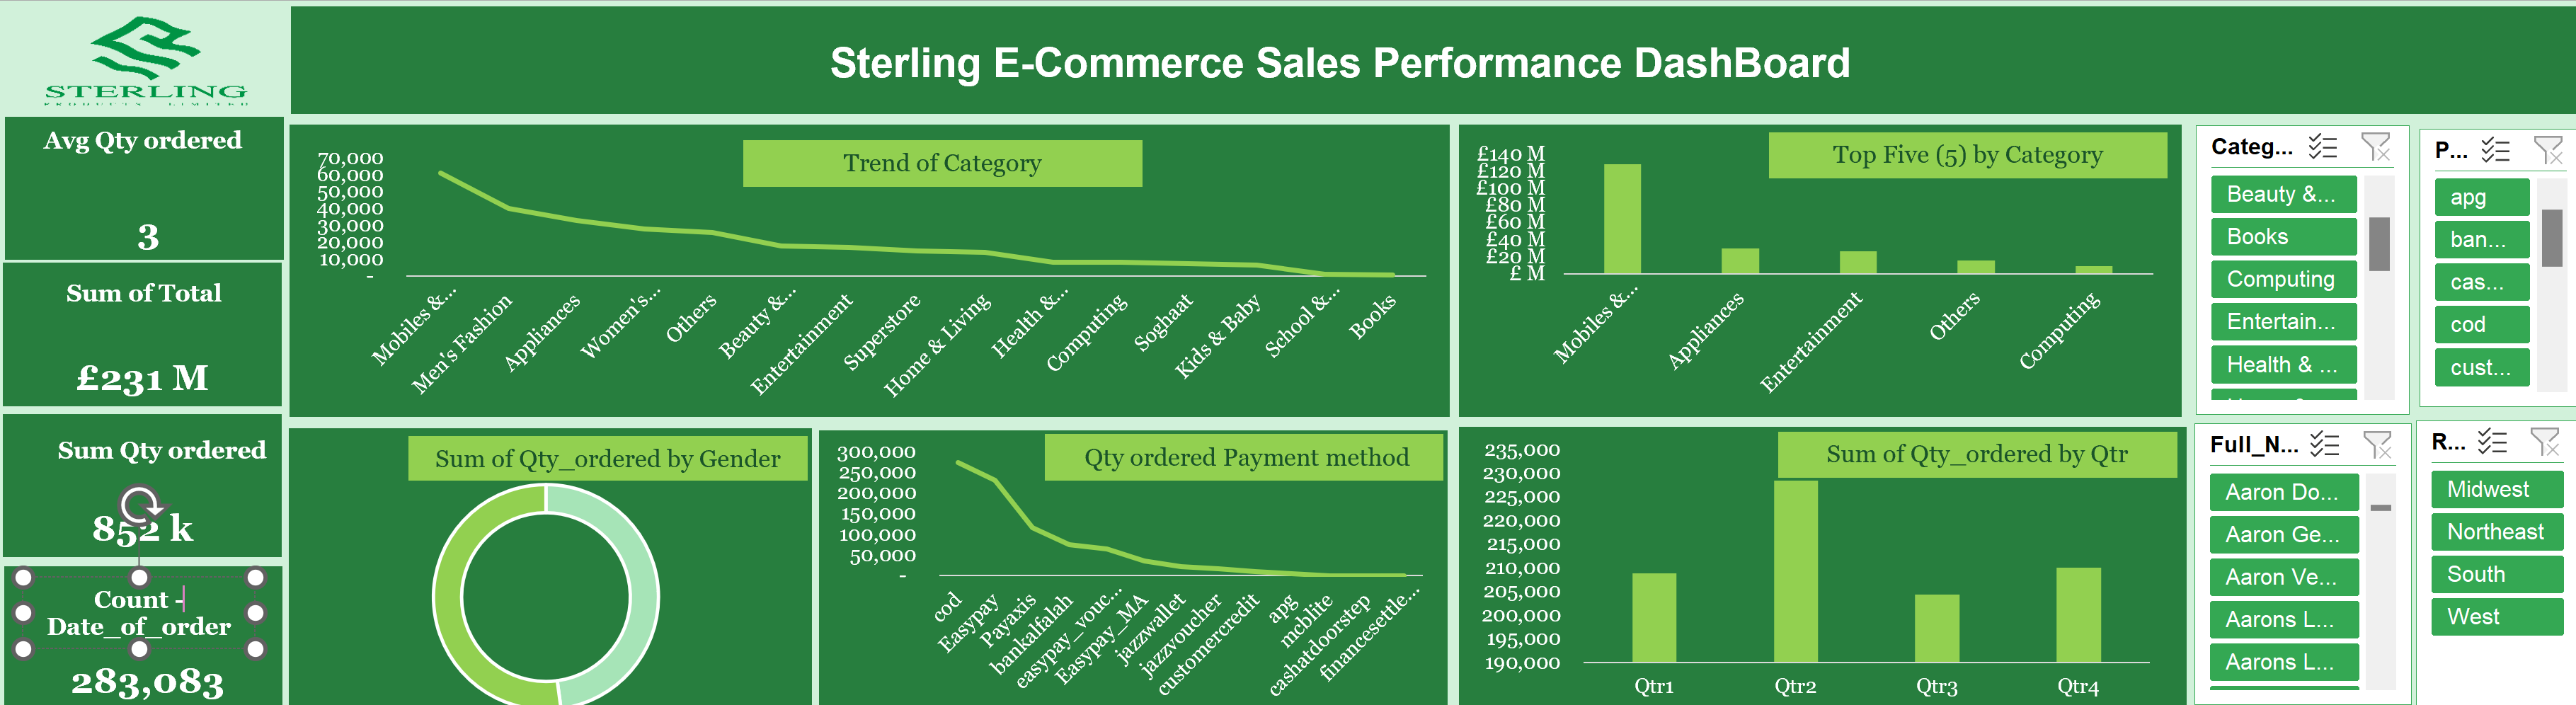 STERLING
PRODUCTS LIMITED
Sterling E-Commerce Sales Performance DashBoard
Avg Qty ordered
3
Sum of Total
£231 M
Sum Qty ordered
852 k
Count -
Date_of_order
283,083
Trend of Category
70,000
60,000
50,000
40,000
30,000
20,000
10,000
-
Mobiles &...
Men's Fashion
Appliances
Women's...
Others
Beauty &...
Entertainment
Superstore
Home & Living
Health &...
Computing
Soghaat
Kids & Baby
School &...
Books
Top Five (5) by Category
£140 M
£120 M
£100 M
£80 M
£60 M
£40 M
£20 M
£ M
Mobiles &...
Appliances
Entertainment
Others
Computing
Categ...
Beauty &...
Books
Computing
Entertain...
Health & ...
P...
apg
ban...
cas...
cod
cust...
Sum of Qty_ordered by Gender
Qty ordered Payment method
300,000
250,000
200,000
150,000
100,000
50,000
-
cod
Easypay
Payaxis
bankalfalah
easypay_vouc...
Easypay_MA
jazzwallet
jazzvoucher
customercredit
apg
mcblite
cashatdoorstep
financesettle...
Sum of Qty_ordered by Qtr
235,000
230,000
225,000
220,000
215,000
210,000
205,000
200,000
195,000
190,000
Qtr1
Qtr2
Qtr3
Qtr4
Full_N...
Aaron Do...
Aaron Ge...
Aaron Ve...
Aarons L...
Aarons L...
R...
Midwest
Northeast
South
West